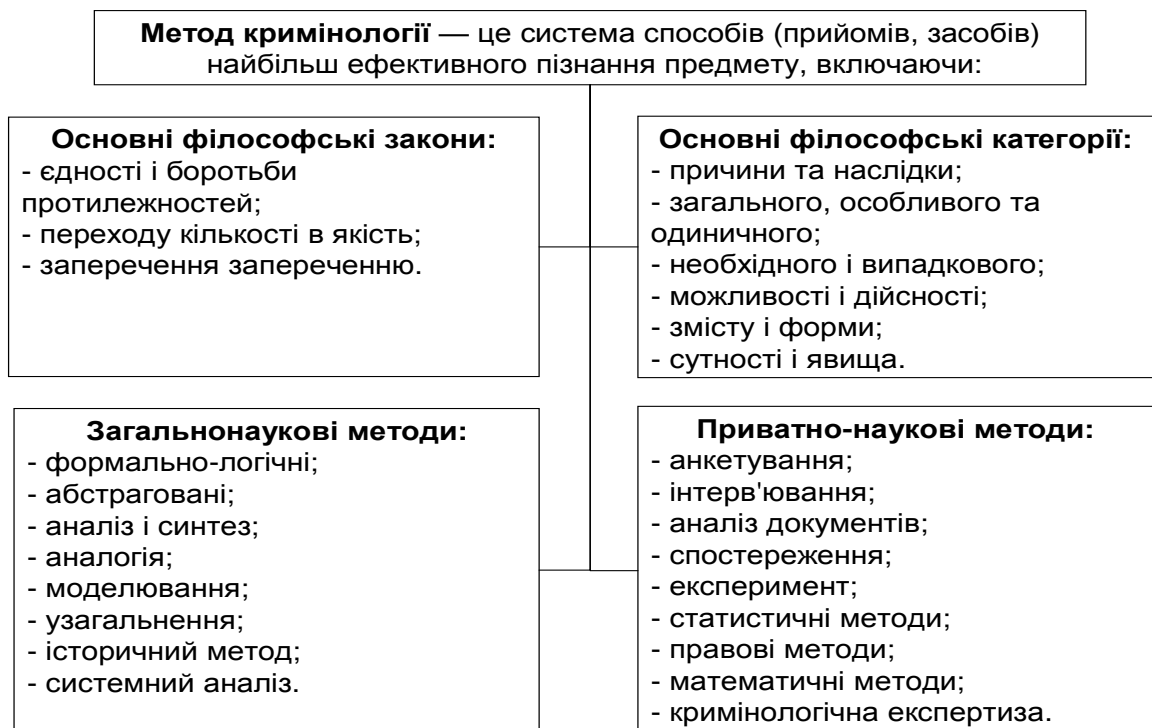 Метод кримінології — це система способів (прийомів, засобів)
найбільш ефективного пізнання предмету, включаючи:
Основні філософські закони:
- єдності і боротьби
протилежностей;
- переходу кількості в якість;
- заперечення запереченню.
Основні філософські категорії:
- причини та наслідки;
- загального, особливого та
одиничного;
- необхідного і випадкового;
- можливості і дійсності;
- змісту і форми;
- сутності і явища.
Загальнонаукові методи:
- формально-логічні;
- абстраговані;
- аналіз і синтез;
- аналогія;
- моделювання;
- узагальнення;
- історичний метод;
- системний аналіз.
Приватно-наукові методи:
- анкетування;
- інтерв'ювання;
- аналіз документів;
- спостереження;
- експеримент;
- статистичні методи;
- правові методи;
- математичні методи;
- кримінологічна експертиза.